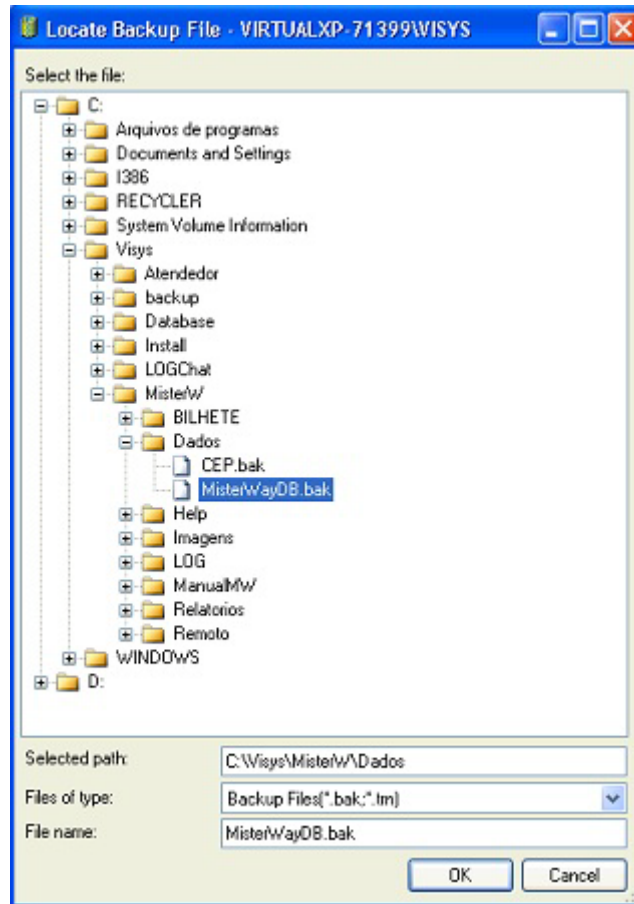 Locate Backup File - VIRTUALXP-71399\VISYS
Select the file:
C:
Arquivos de programas
Documents and Settings
I386
RECYCLER
System Volume Information
Visys
Atendedor
backup
Database
Install
LOGChat
MisterW
BILHETE
Dados
CEP.bak
MisterWayDB.bak
Help
Imagens
LOG
ManualMW
Relatorios
Remoto
WINDOWS
D:
Selected path: C:\Visys\MisterW\Dados
Files of type: Backup Files(*.bak;*.trn)
File name: MisterWayDB.bak
OK Cancel